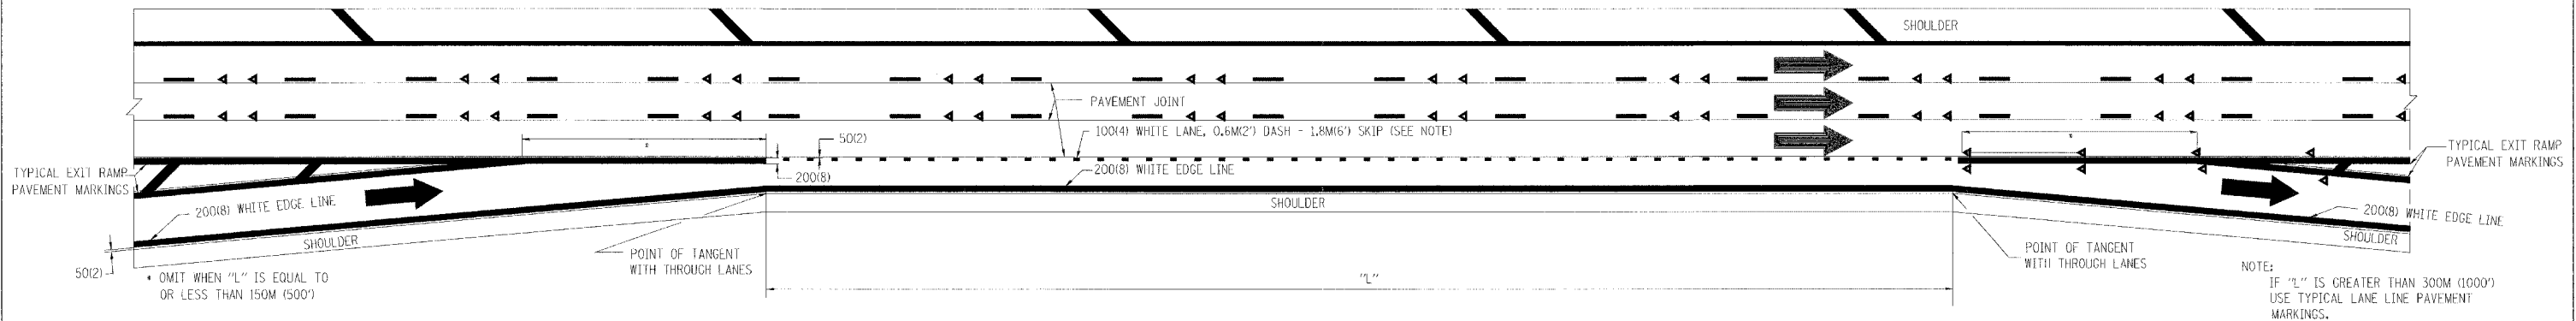 SHOULDER
PAVEMENT JOINT
100(4) WHITE LANE, 0.6M(2') DASH - 1.8M(6') SKIP (SEE NOTE)
50(2)
*
*
TYPICAL EXIT RAMP
PAVEMENT MARKINGS
TYPICAL EXIT RAMP
PAVEMENT MARKINGS
200(8)
200(8) WHITE EDGE LINE
200(8) WHITE EDGE LINE
SHOULDER
200(8) WHITE EDGE LINE
SHOULDER
SHOULDER
50(2)
POINT OF TANGENT
WITH THROUGH LANES
POINT OF TANGENT
WITH THROUGH LANES
* OMIT WHEN "L" IS EQUAL TO
OR LESS THAN 150M (500')
"L"
NOTE:
IF "L" IS GREATER THAN 300M (1000')
USE TYPICAL LANE LINE PAVEMENT
MARKINGS.